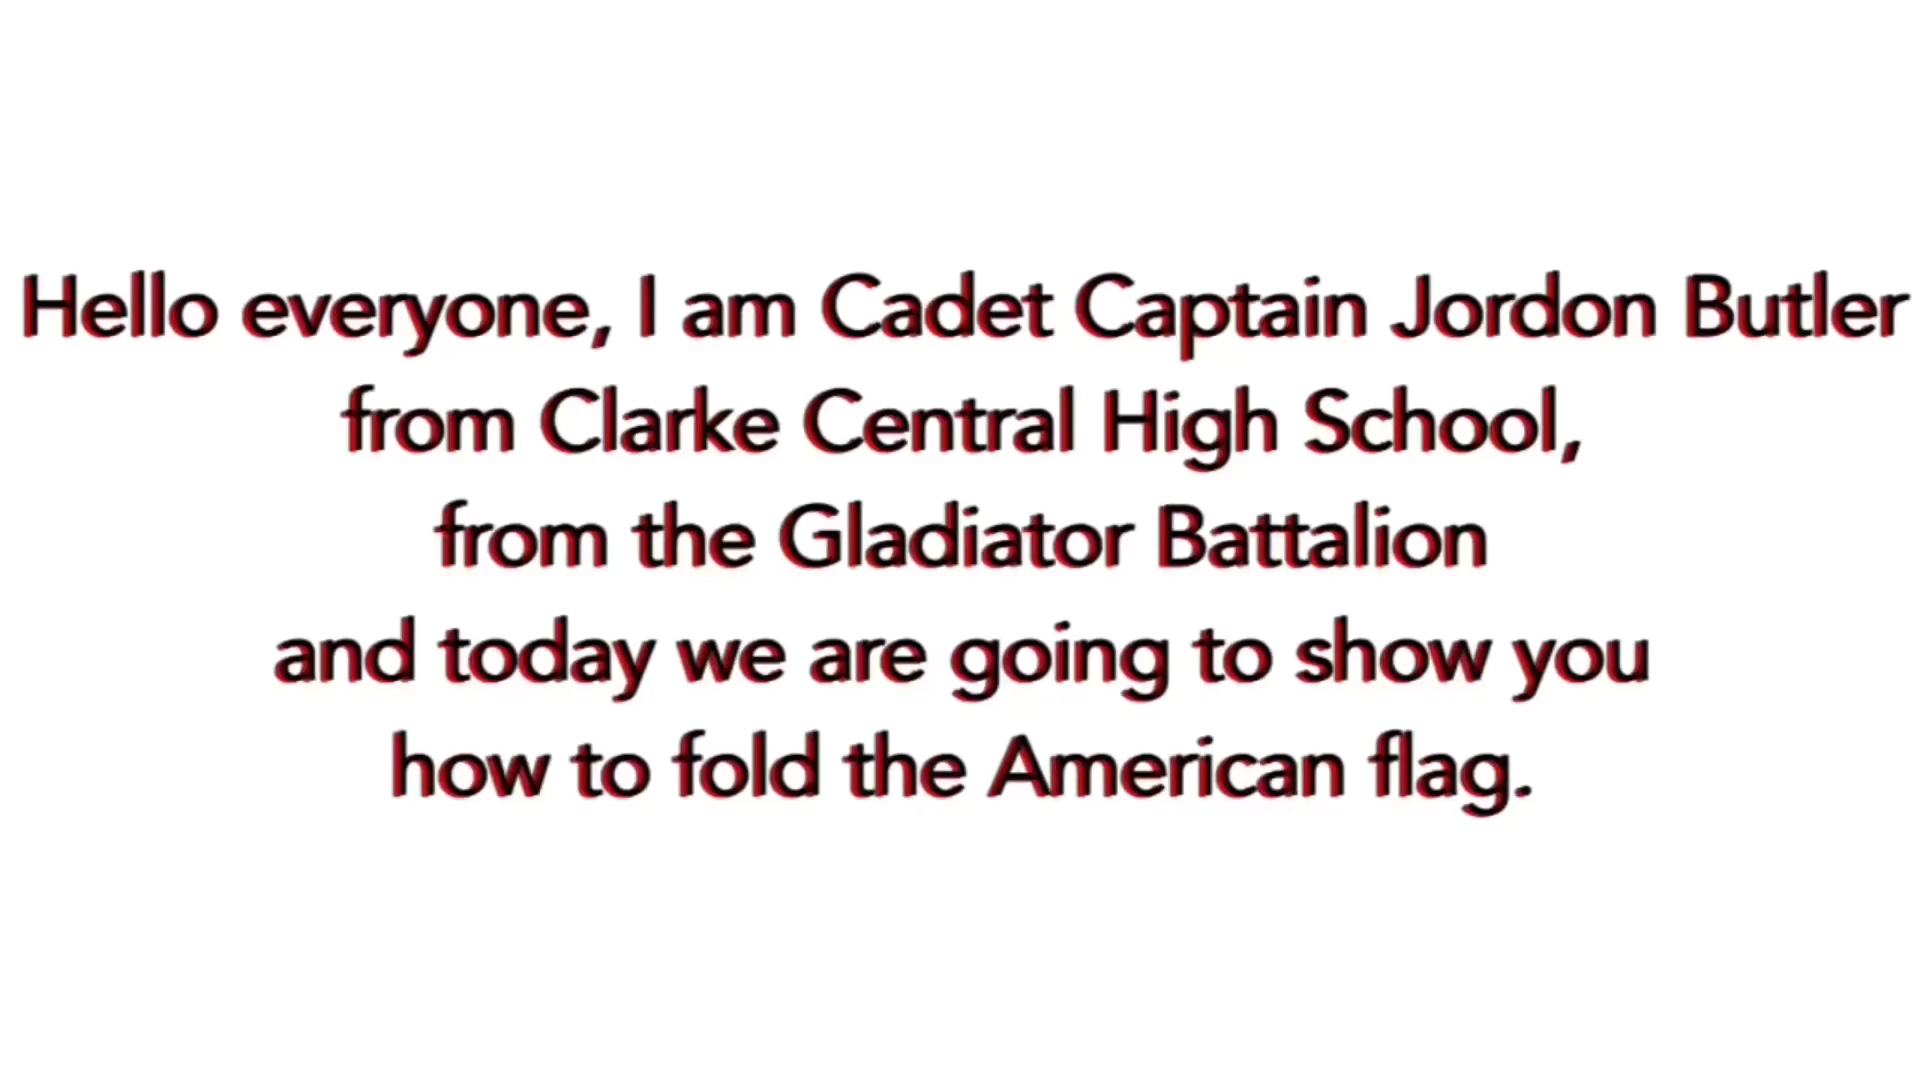 Hello everyone, I am Cadet Captain Jordon Butler
from Clarke Central High School,
from the Gladiator Battalion
and today we are going to show you
how to fold the American flag.